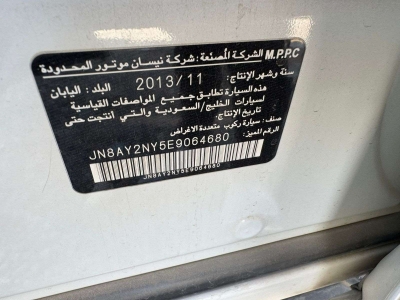 M.P.P.C الشركة المصنعة: شركة نيسان موتور المحدودة
سنة وشهر الإنتاج: 2013/11 البلد: اليابان
هذه السيارة تطابق جميع المواصفات القياسية
لسيارات الخليج/السعودية والتي انتجت حتى
تاريخ الإنتاج.
صنف: سيارة ركوب متعددة الاغراض
الرقم المميز:
JN8AY2NY5E9064680
JN8AY2NY5E9064680